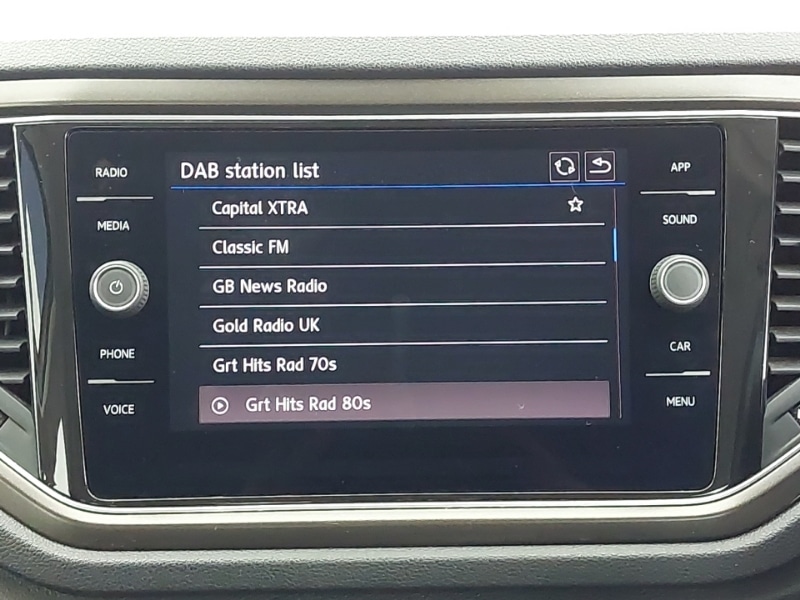 RADIO
MEDIA
PHONE
VOICE
DAB station list
Capital XTRA
Classic FM
GB News Radio
Gold Radio UK
Grt Hits Rad 70s
Grt Hits Rad 80s
APP
SOUND
CAR
MENU